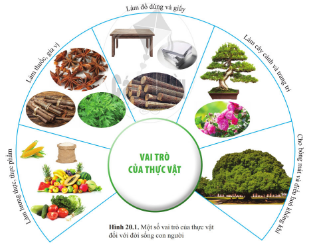 Làm đồ dùng và giấy
Làm thuốc, gia vị
Làm cây cảnh và trang trí
Làm lương thực, thực phẩm
Cho bóng mát và điều hoà không khí
VAI TRÒ
CỦA THỰC VẬT
Hình 20.1. Một số vai trò của thực vật
đối với đời sống con người